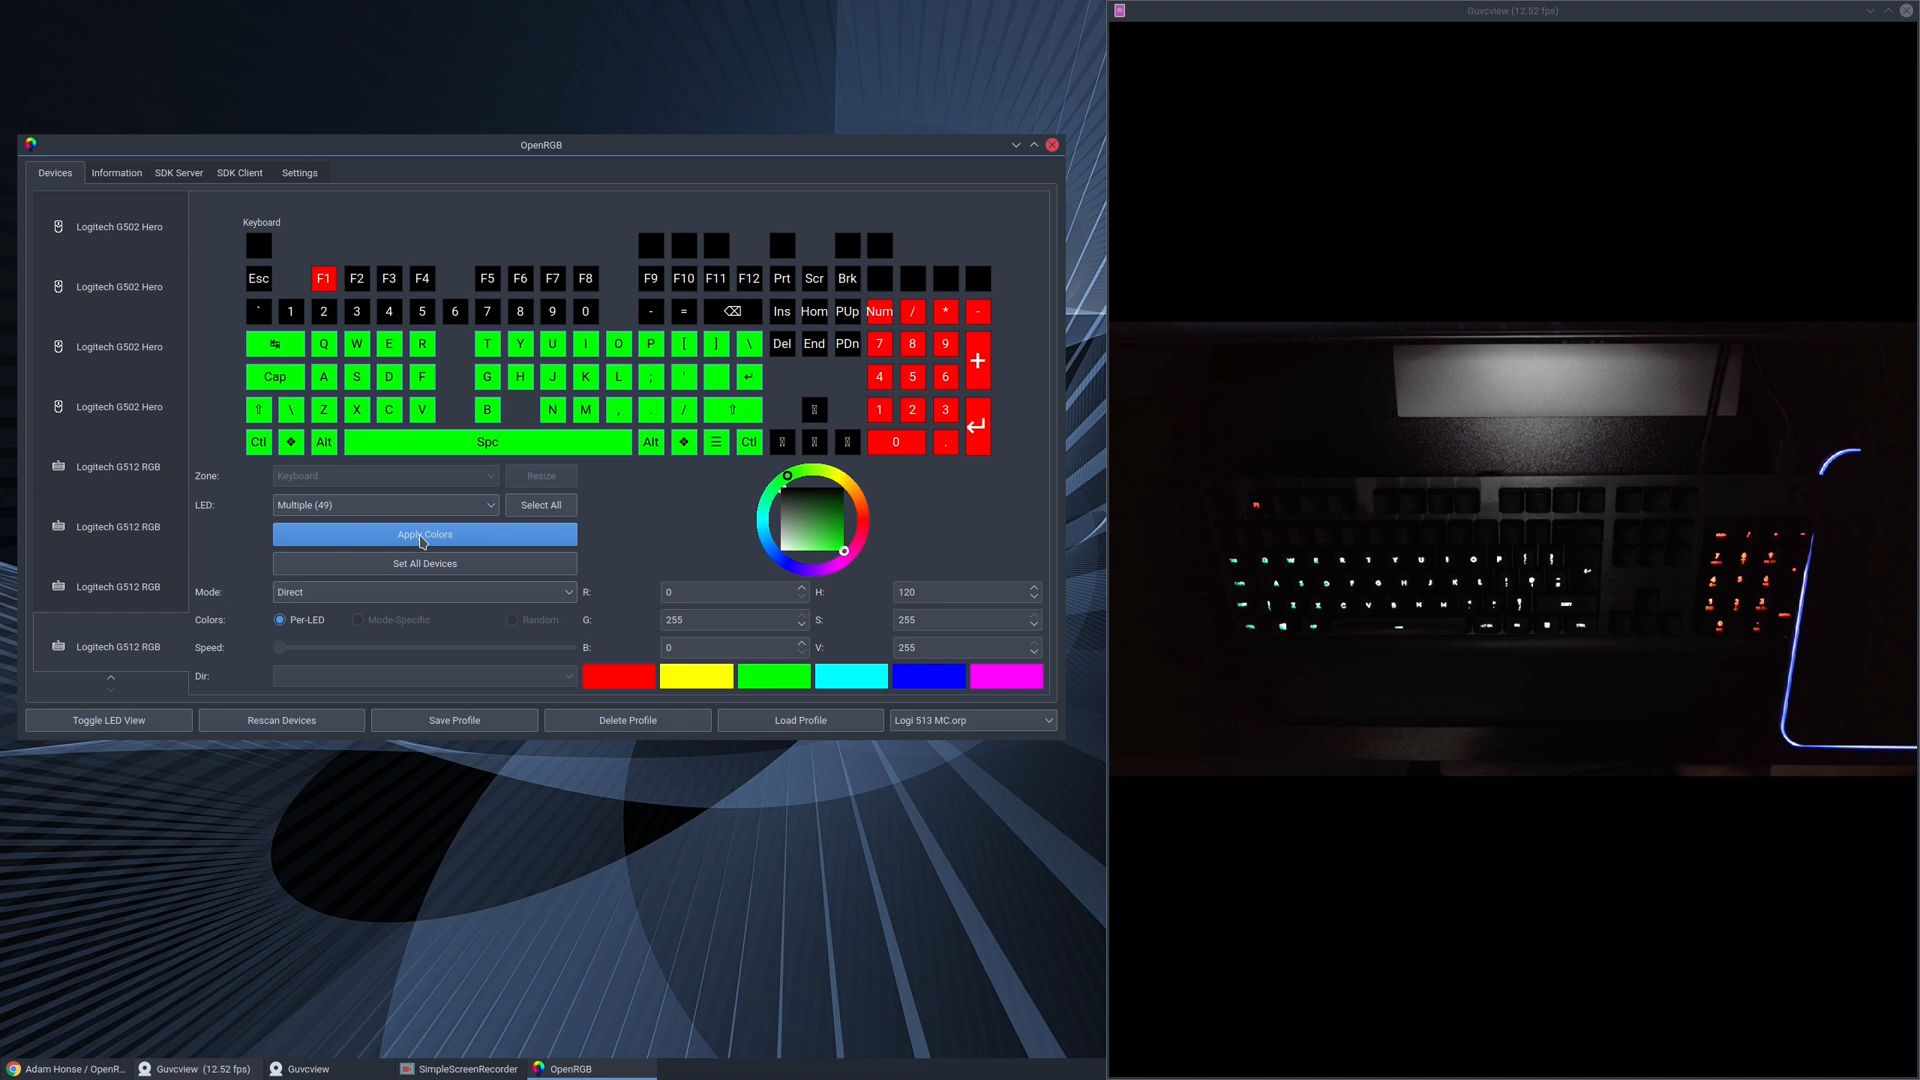 Guvcview (12.52 fps)
OpenRGB
Devices Information SDK Server SDK Client Settings
Logitech G502 Hero
Logitech G502 Hero
Logitech G502 Hero
Logitech G502 Hero
Logitech G512 RGB
Logitech G512 RGB
Logitech G512 RGB
Logitech G512 RGB
Keyboard
Esc F1 F2 F3 F4 F5 F6 F7 F8 F9 F10 F11 F12 Prt Scr Brk
` 1 2 3 4 5 6 7 8 9 0 - = ⌫ Ins Hom PUp Num / * -
↹ Q W E R T Y U I O P [ ] \ Del End PDn 7 8 9 +
Cap A S D F G H J K L ; ' ↵ 4 5 6
⇧ \ Z X C V B N M , . / ⇧ 1 2 3 ↵
Ctl ❖ Alt Spc Alt ❖ ☰ Ctl 0 .
Zone: Keyboard Resize
LED: Multiple (49) Select All
Apply Colors
Set All Devices
Mode: Direct R: 0 H: 120
Colors: Per-LED Mode-Specific Random G: 255 S: 255
Speed: B: 0 V: 255
Dir:
Toggle LED View Rescan Devices Save Profile Delete Profile Load Profile Logi 513 MC.orp
Q W E R T Y U I O P
A S D F G H J K L
Z X C V B N M
Adam Honse / OpenR... Guvcview (12.52 fps) Guvcview SimpleScreenRecorder OpenRGB